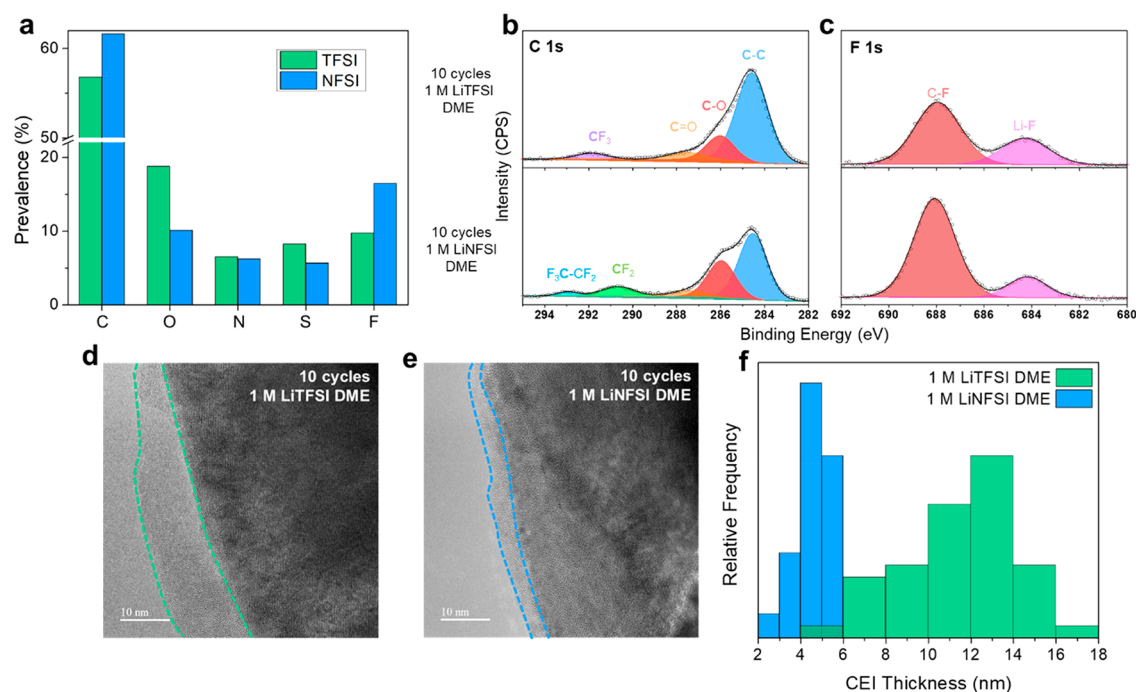 a
60
50
20
10
0
Prevalence (%)
TFSI
NFSI
C O N S F
10 cycles
1 M LiTFSI
DME
10 cycles
1 M LiNFSI
DME
b
C 1s
C-C
C-O
C=O
CF₃
F₃C-CF₂
CF₂
Intensity (CPS)
294 292 290 288 286 284 282
c
F 1s
C-F
Li-F
692 690 688 686 684 682 680
Binding Energy (eV)
d
10 cycles
1 M LiTFSI DME
10 nm
e
10 cycles
1 M LiNFSI DME
10 nm
f
1 M LiTFSI DME
1 M LiNFSI DME
Relative Frequency
2 4 6 8 10 12 14 16 18
CEI Thickness (nm)